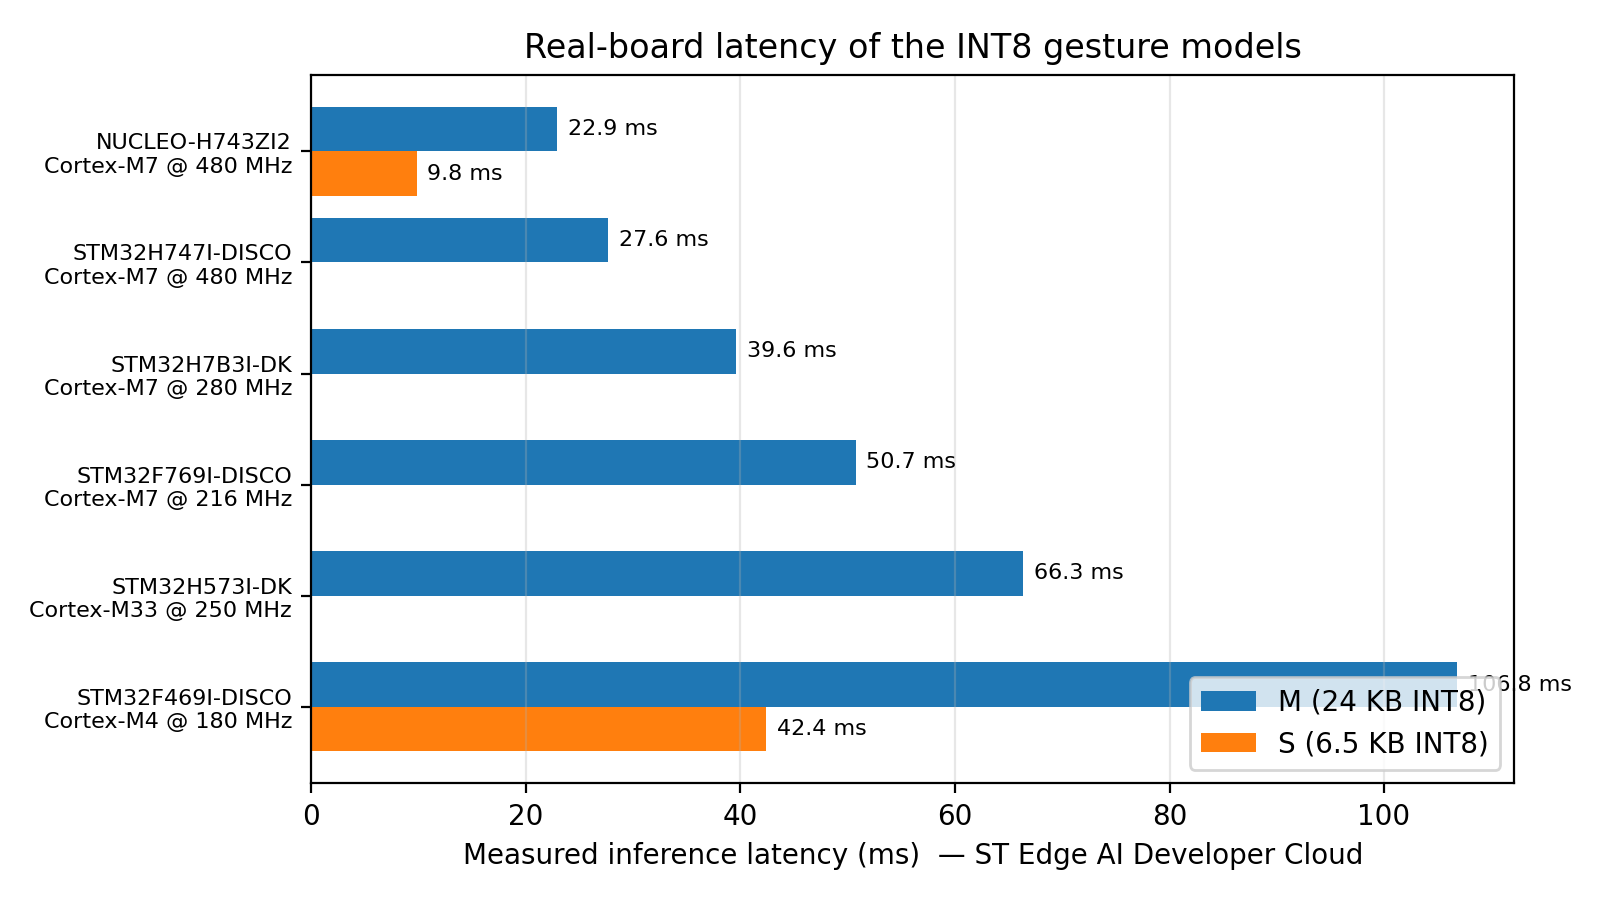 Real-board latency of the INT8 gesture models
NUCLEO-H743ZI2
Cortex-M7 @ 480 MHz
22.9 ms
9.8 ms
STM32H747I-DISCO
Cortex-M7 @ 480 MHz
27.6 ms
STM32H7B3I-DK
Cortex-M7 @ 280 MHz
39.6 ms
STM32F769I-DISCO
Cortex-M7 @ 216 MHz
50.7 ms
STM32H573I-DK
Cortex-M33 @ 250 MHz
66.3 ms
STM32F469I-DISCO
Cortex-M4 @ 180 MHz
106.8 ms
42.4 ms
M (24 KB INT8)
S (6.5 KB INT8)
0 20 40 60 80 100
Measured inference latency (ms) — ST Edge AI Developer Cloud